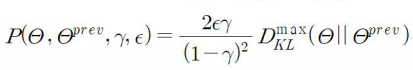 P(Θ, Θ^{prev}, γ, ϵ) = \frac{2ϵγ}{(1−γ)^2} D_{KL}^{max}(Θ || Θ^{prev})